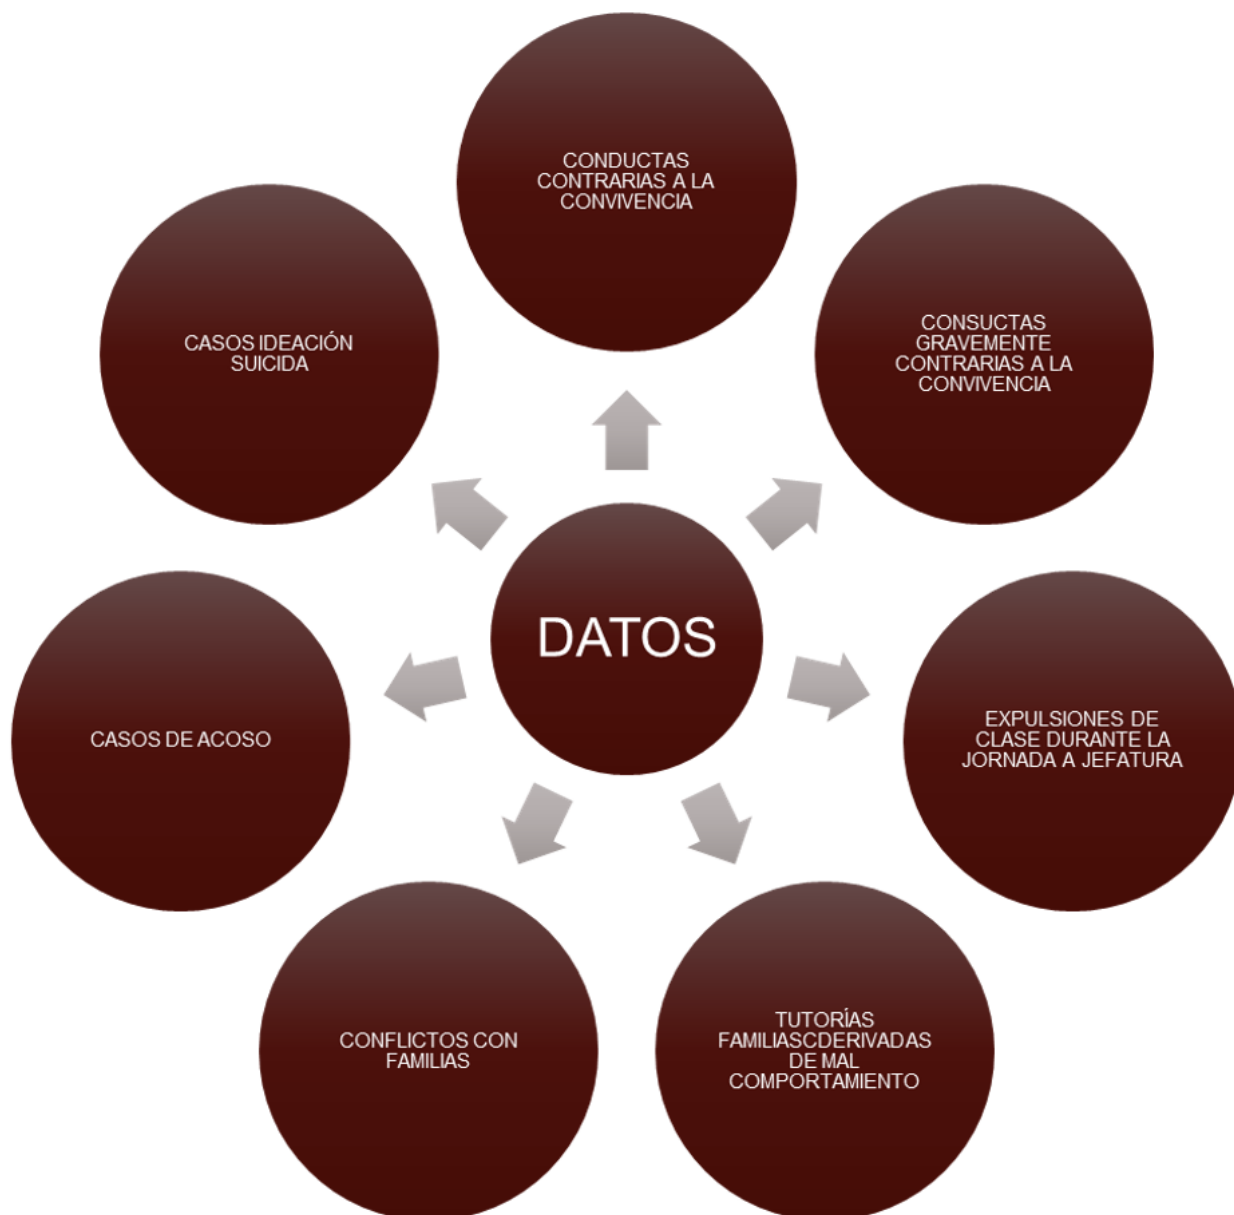 CONDUCTAS
CONTRARIAS A LA
CONVIVENCIA
CONSUCTAS
GRAVEMENTE
CONTRARIAS A LA
CONVIVENCIA
EXPULSIONES DE
CLASE DURANTE LA
JORNADA A JEFATURA
TUTORÍAS
FAMILIASCDERIVADAS
DE MAL
COMPORTAMIENTO
CONFLICTOS CON
FAMILIAS
CASOS DE ACOSO
CASOS IDEACIÓN
SUICIDA
DATOS